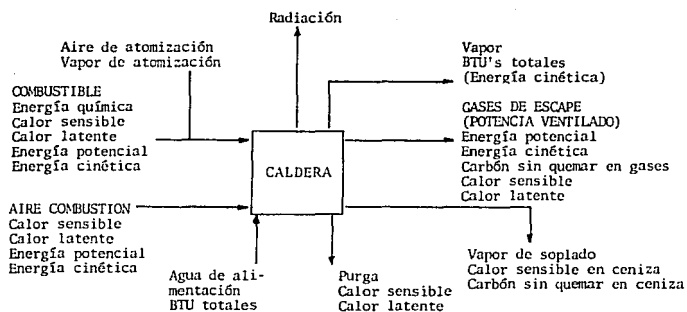 Radiación
Aire de atomización
Vapor de atomización
COMBUSTIBLE
Energía química
Calor sensible
Calor latente
Energía potencial
Energía cinética
AIRE COMBUSTION
Calor sensible
Calor latente
Energía potencial
Energía cinética
CALDERA
Agua de ali-
mentación
BTU totales
Purga
Calor sensible
Calor latente
Vapor
BTU's totales
(Energía cinética)
GASES DE ESCAPE
(POTENCIA VENTILADO)
Energía potencial
Energía cinética
Carbón sin quemar en gases
Calor sensible
Calor latente
Vapor de soplado
Calor sensible en ceniza
Carbón sin quemar en ceniza